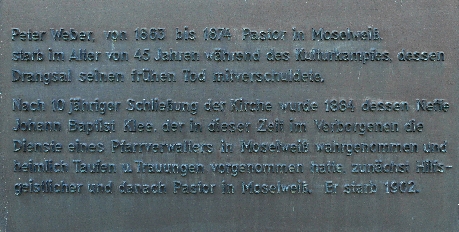 Peter Weber, von 1863 bis 1874 Pastor in Moselweiß,
starb im Alter von 45 Jahren während des Kulturkampfes, dessen
Drangsal seinen frühen Tod mitverschuldete.
Nach 10 jähriger Schließung der Kirche wurde 1884 dessen Neffe
Johann Baptist Klee, der in dieser Zeit im Verborgenen die
Dienste eines Pfarrverwalters in Moselweiß wahrgenommen und
heimlich Taufen u. Trauungen vorgenommen hatte, zunächst Hilfs-
geistlicher und danach Pastor in Moselweiß. Er starb 1902.